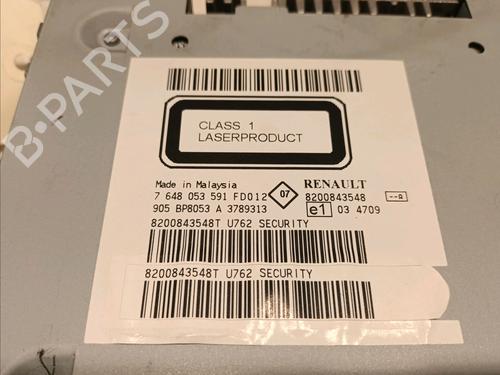 B-PARTS
CLASS 1
LASERPRODUCT
Made in Malaysia
7 648 053 591 FD012
07
RENAULT
8200843548
905 BP8053 A 3789313
e1 03 4709
8200843548T U762 SECURITY
8200843548T U762 SECURITY